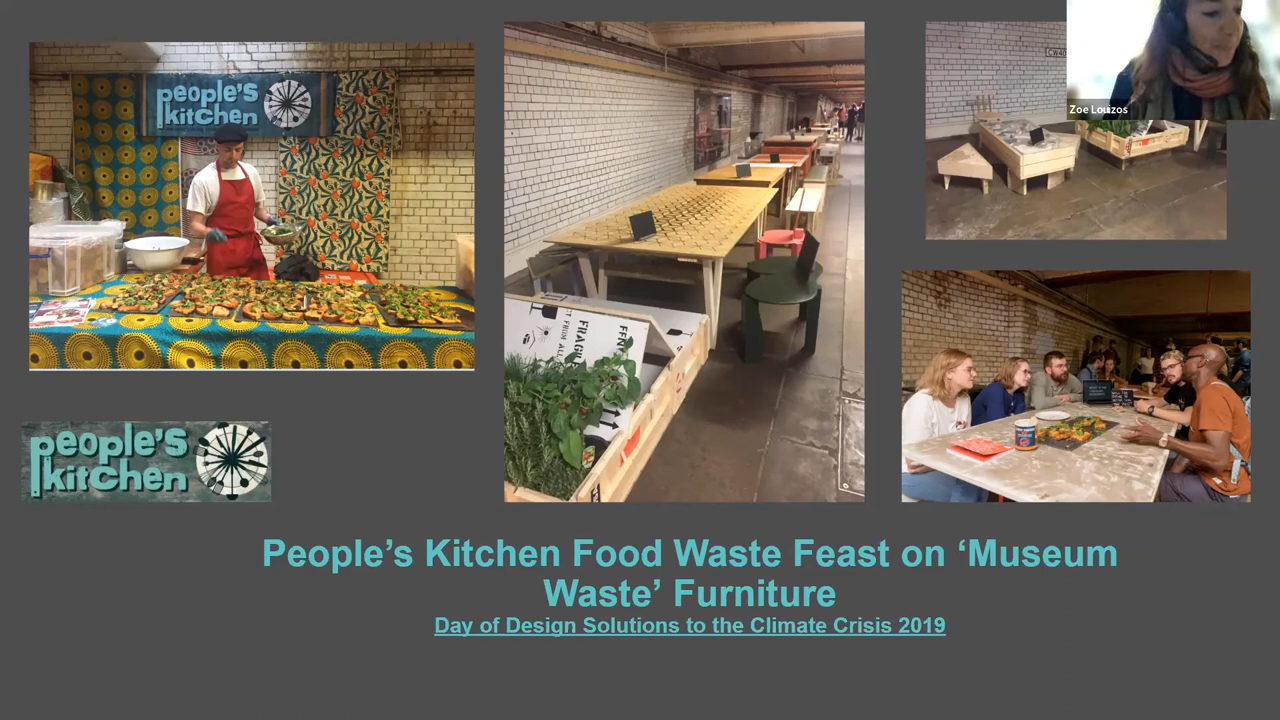 people's
kitchen
FRAGILE
Zoe Louizos
people's
kitchen
People’s Kitchen Food Waste Feast on ‘Museum
Waste’ Furniture
Day of Design Solutions to the Climate Crisis 2019